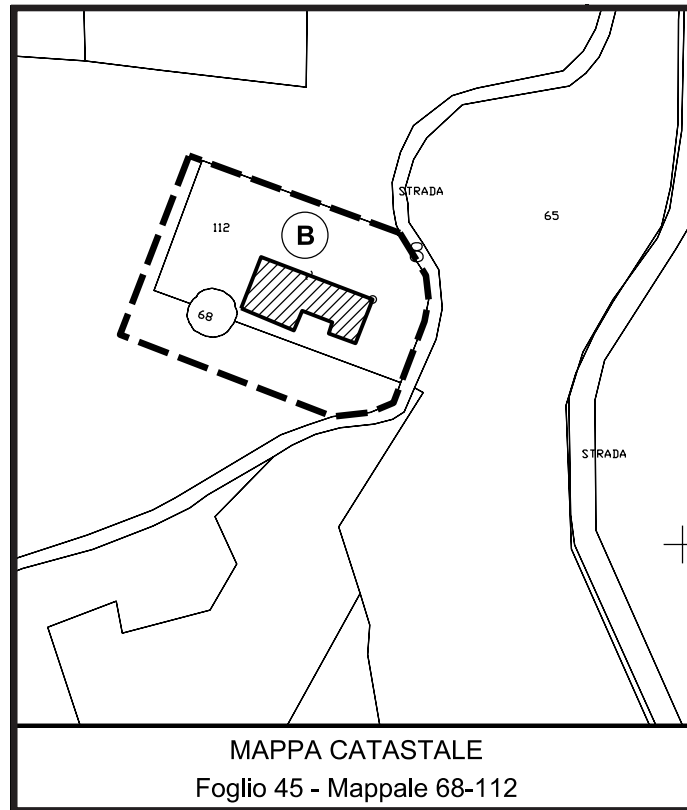 STRADA
65
112
B
68
STRADA
MAPPA CATASTALE
Foglio 45 - Mappale 68-112